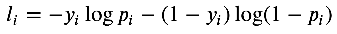 l_i = −y_i log p_i − (1 − y_i) log(1 − p_i)